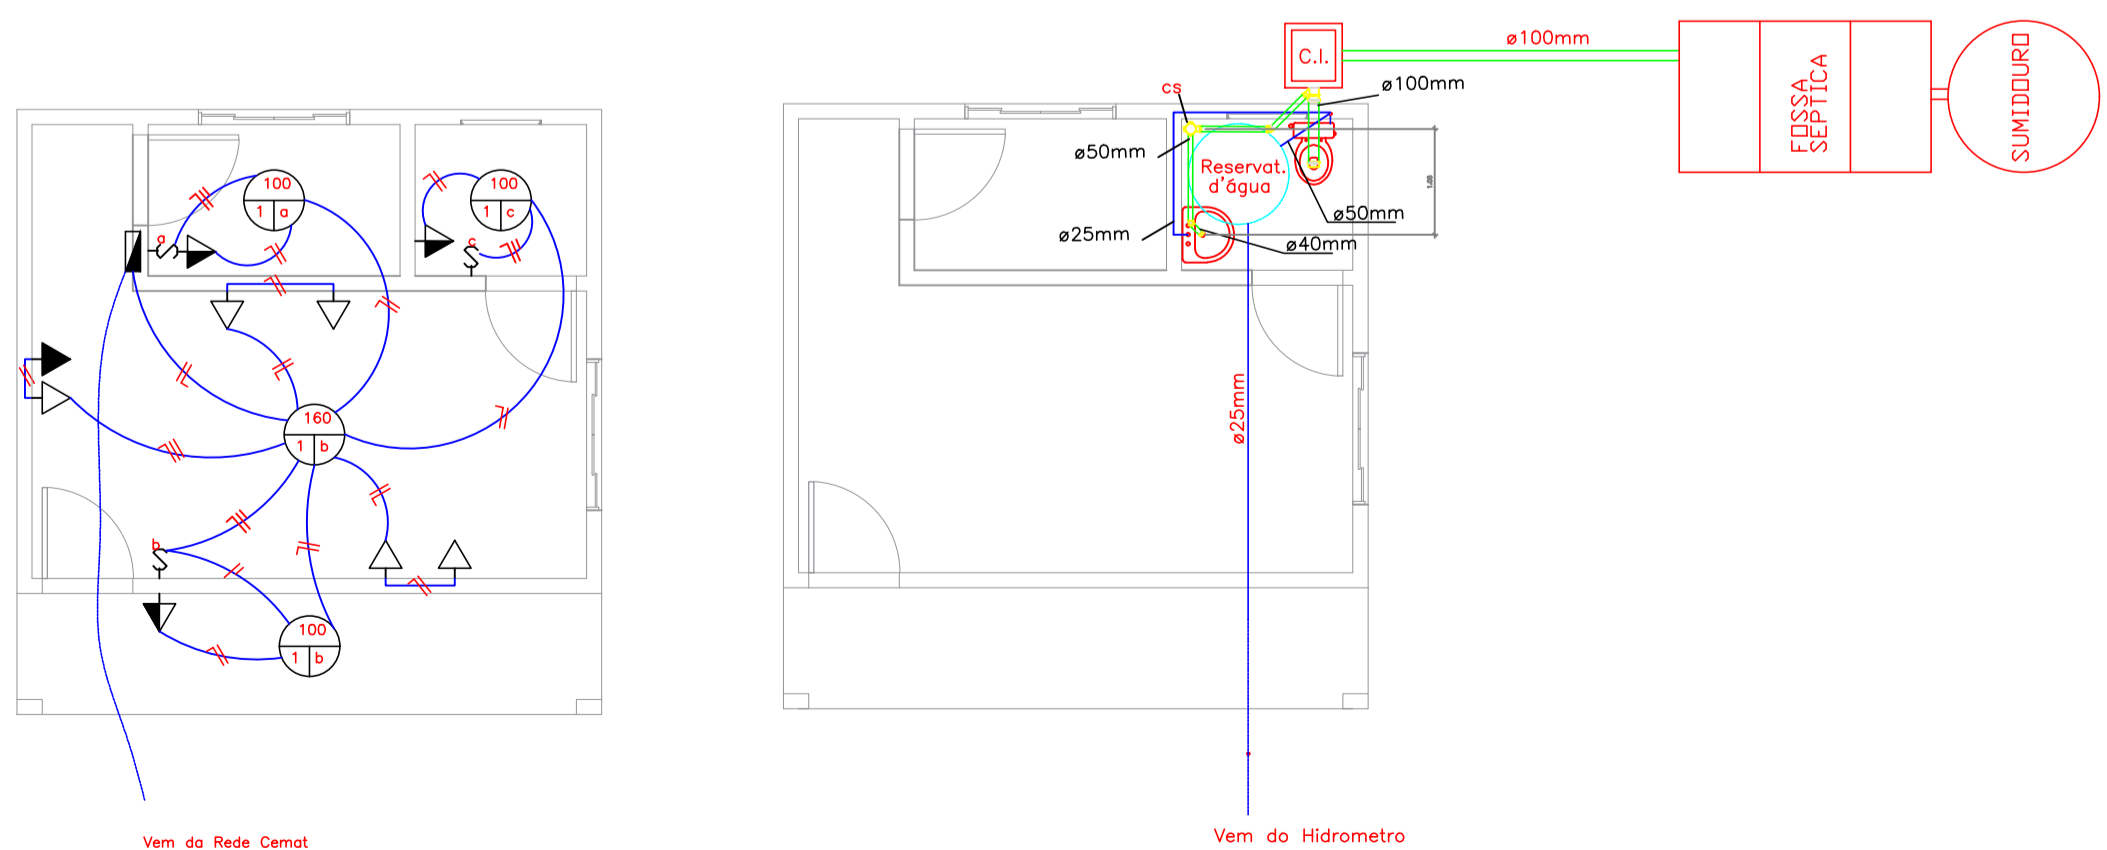 100
1 a
a
100
1 c
c
160
1 b
b
100
1 b
Vem da Rede Cemat
C.I.
ø100mm
ø100mm
cs
ø50mm
Reservat.
d'água
ø50mm
ø25mm
ø40mm
ø25mm
Vem do Hidrometro
FOSSA
SEPTICA
SUMIDOURO